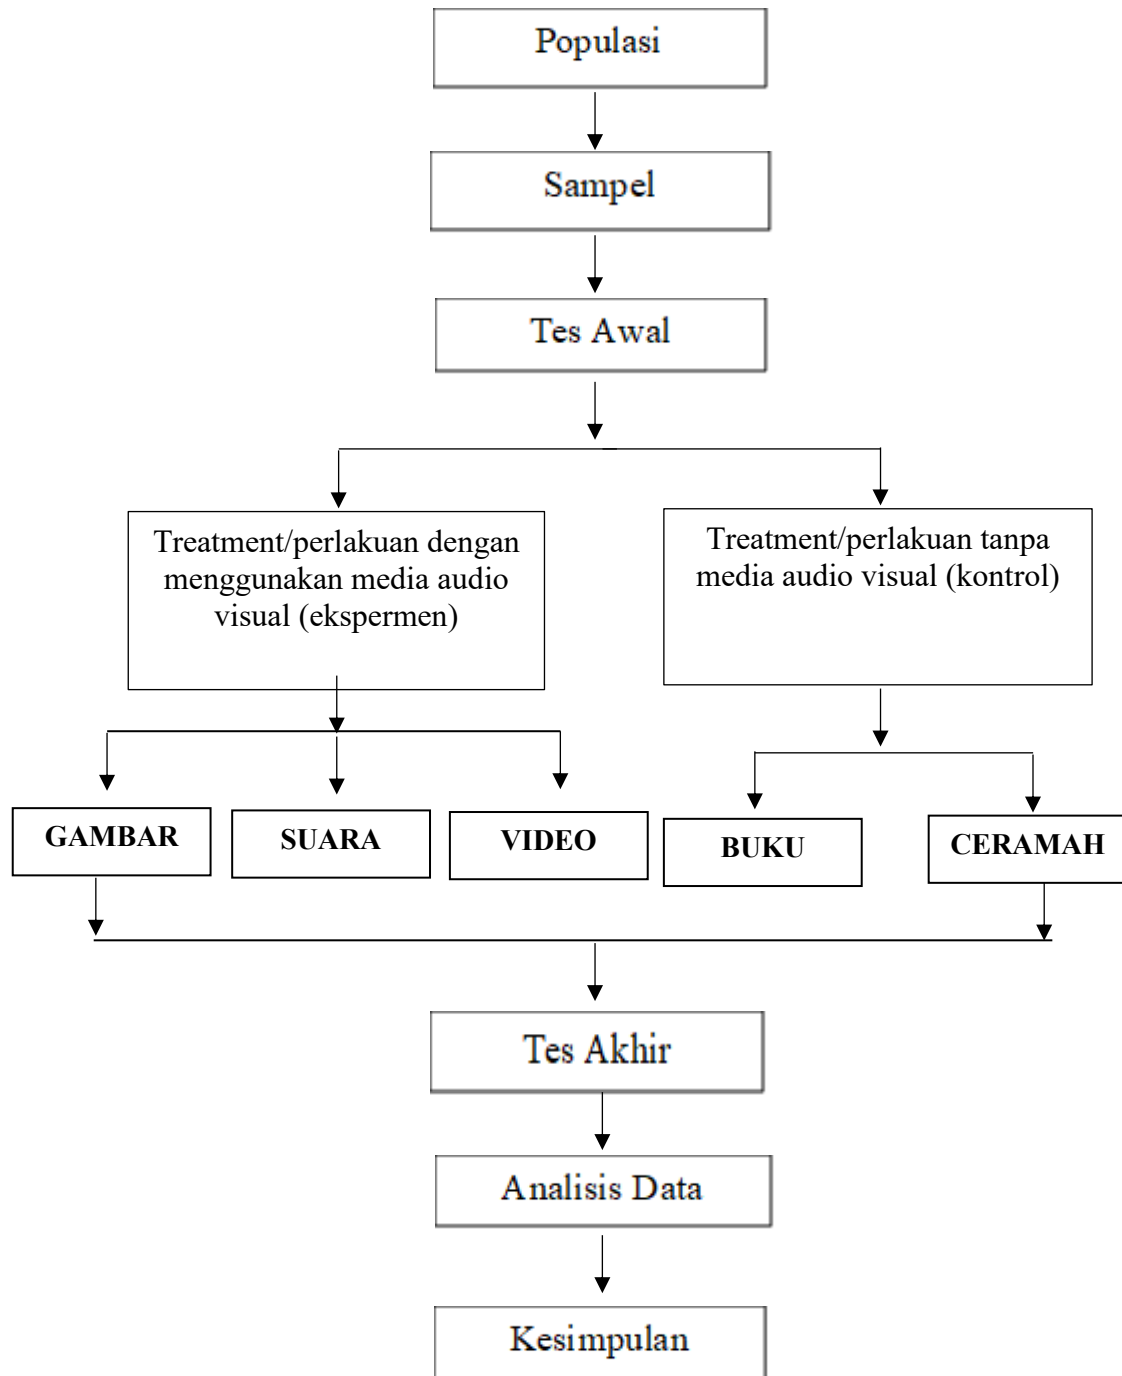 Populasi
Sampel
Tes Awal
Treatment/perlakuan dengan
menggunakan media audio
visual (ekspermen)
Treatment/perlakuan tanpa
media audio visual (kontrol)
GAMBAR
SUARA
VIDEO
BUKU
CERAMAH
Tes Akhir
Analisis Data
Kesimpulan